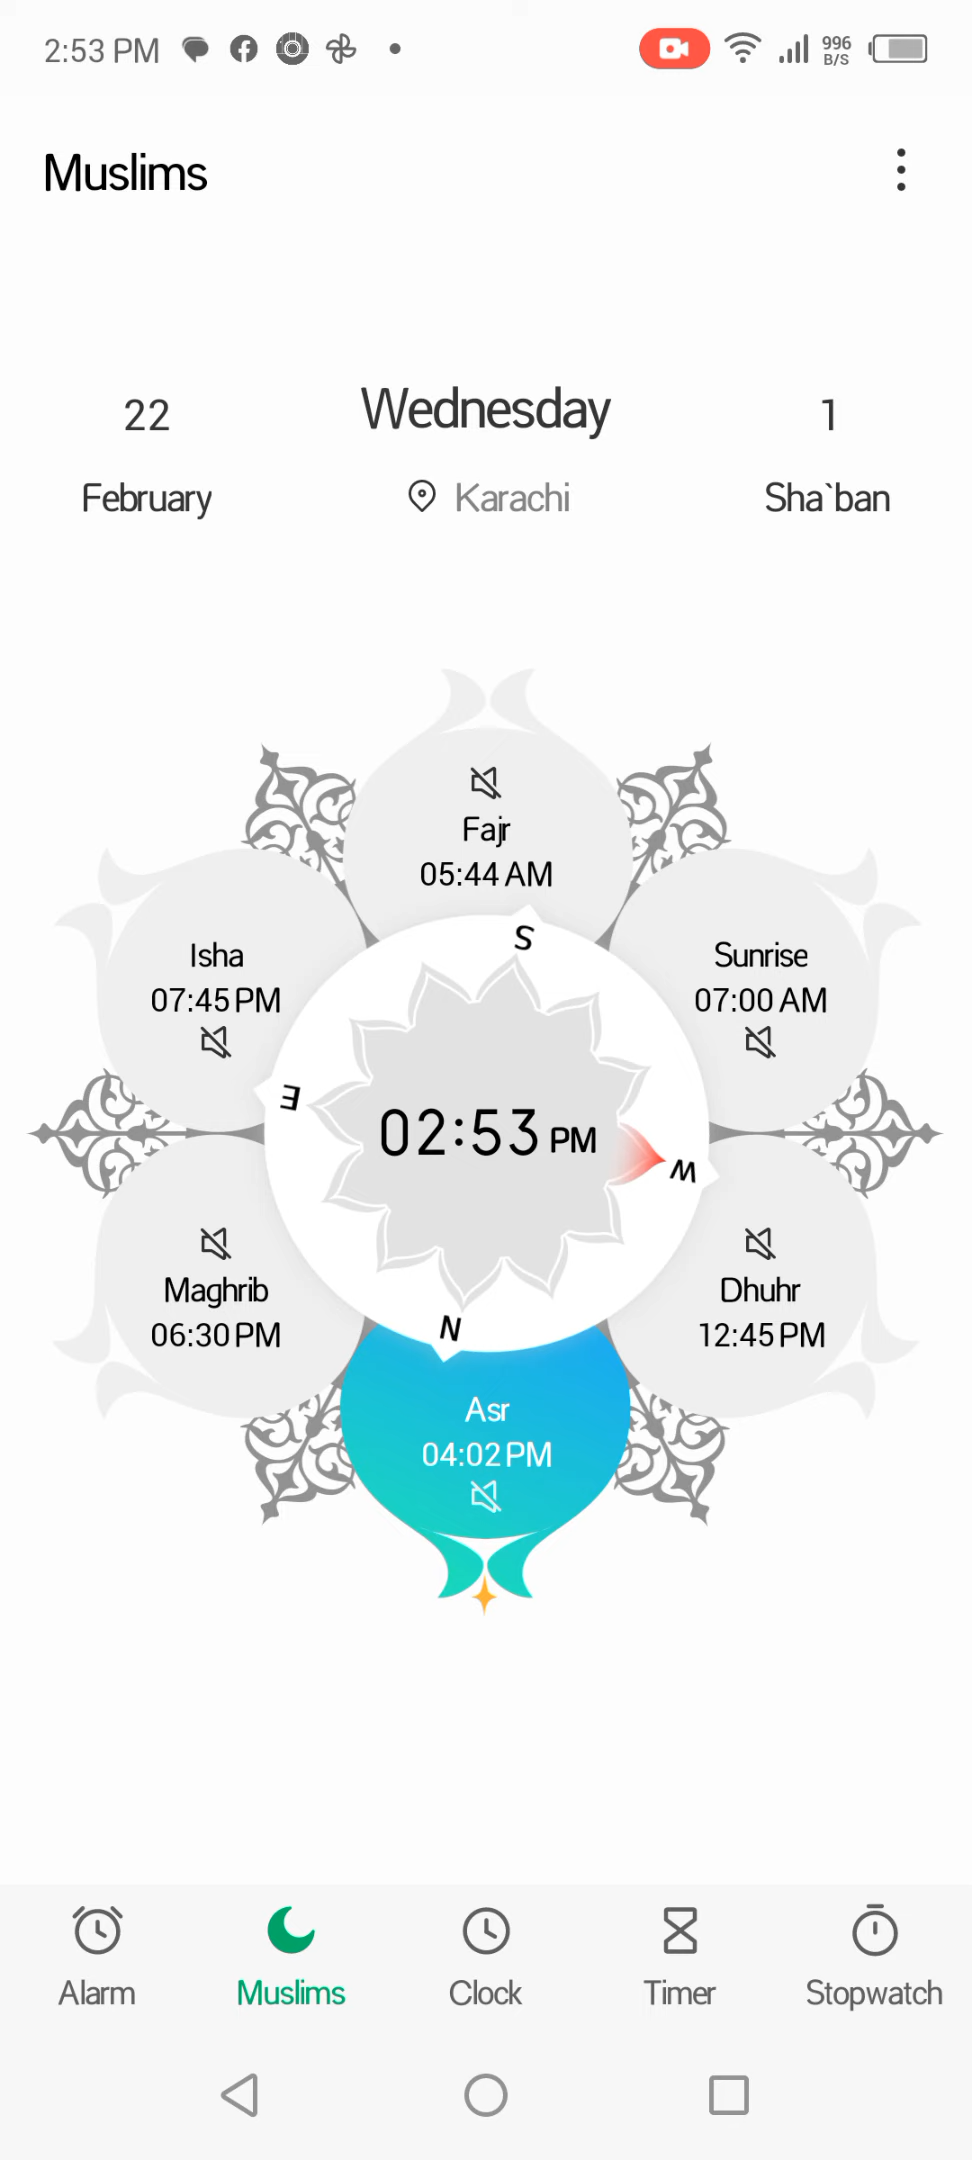 2:53 PM
996
B/S
Muslims
22 Wednesday 1
February Karachi Sha`ban
Fajr
05:44 AM
Isha
07:45 PM
Sunrise
07:00 AM
S
E
02:53 PM
W
N
Maghrib
06:30 PM
Dhuhr
12:45 PM
Asr
04:02 PM
Alarm Muslims Clock Timer Stopwatch